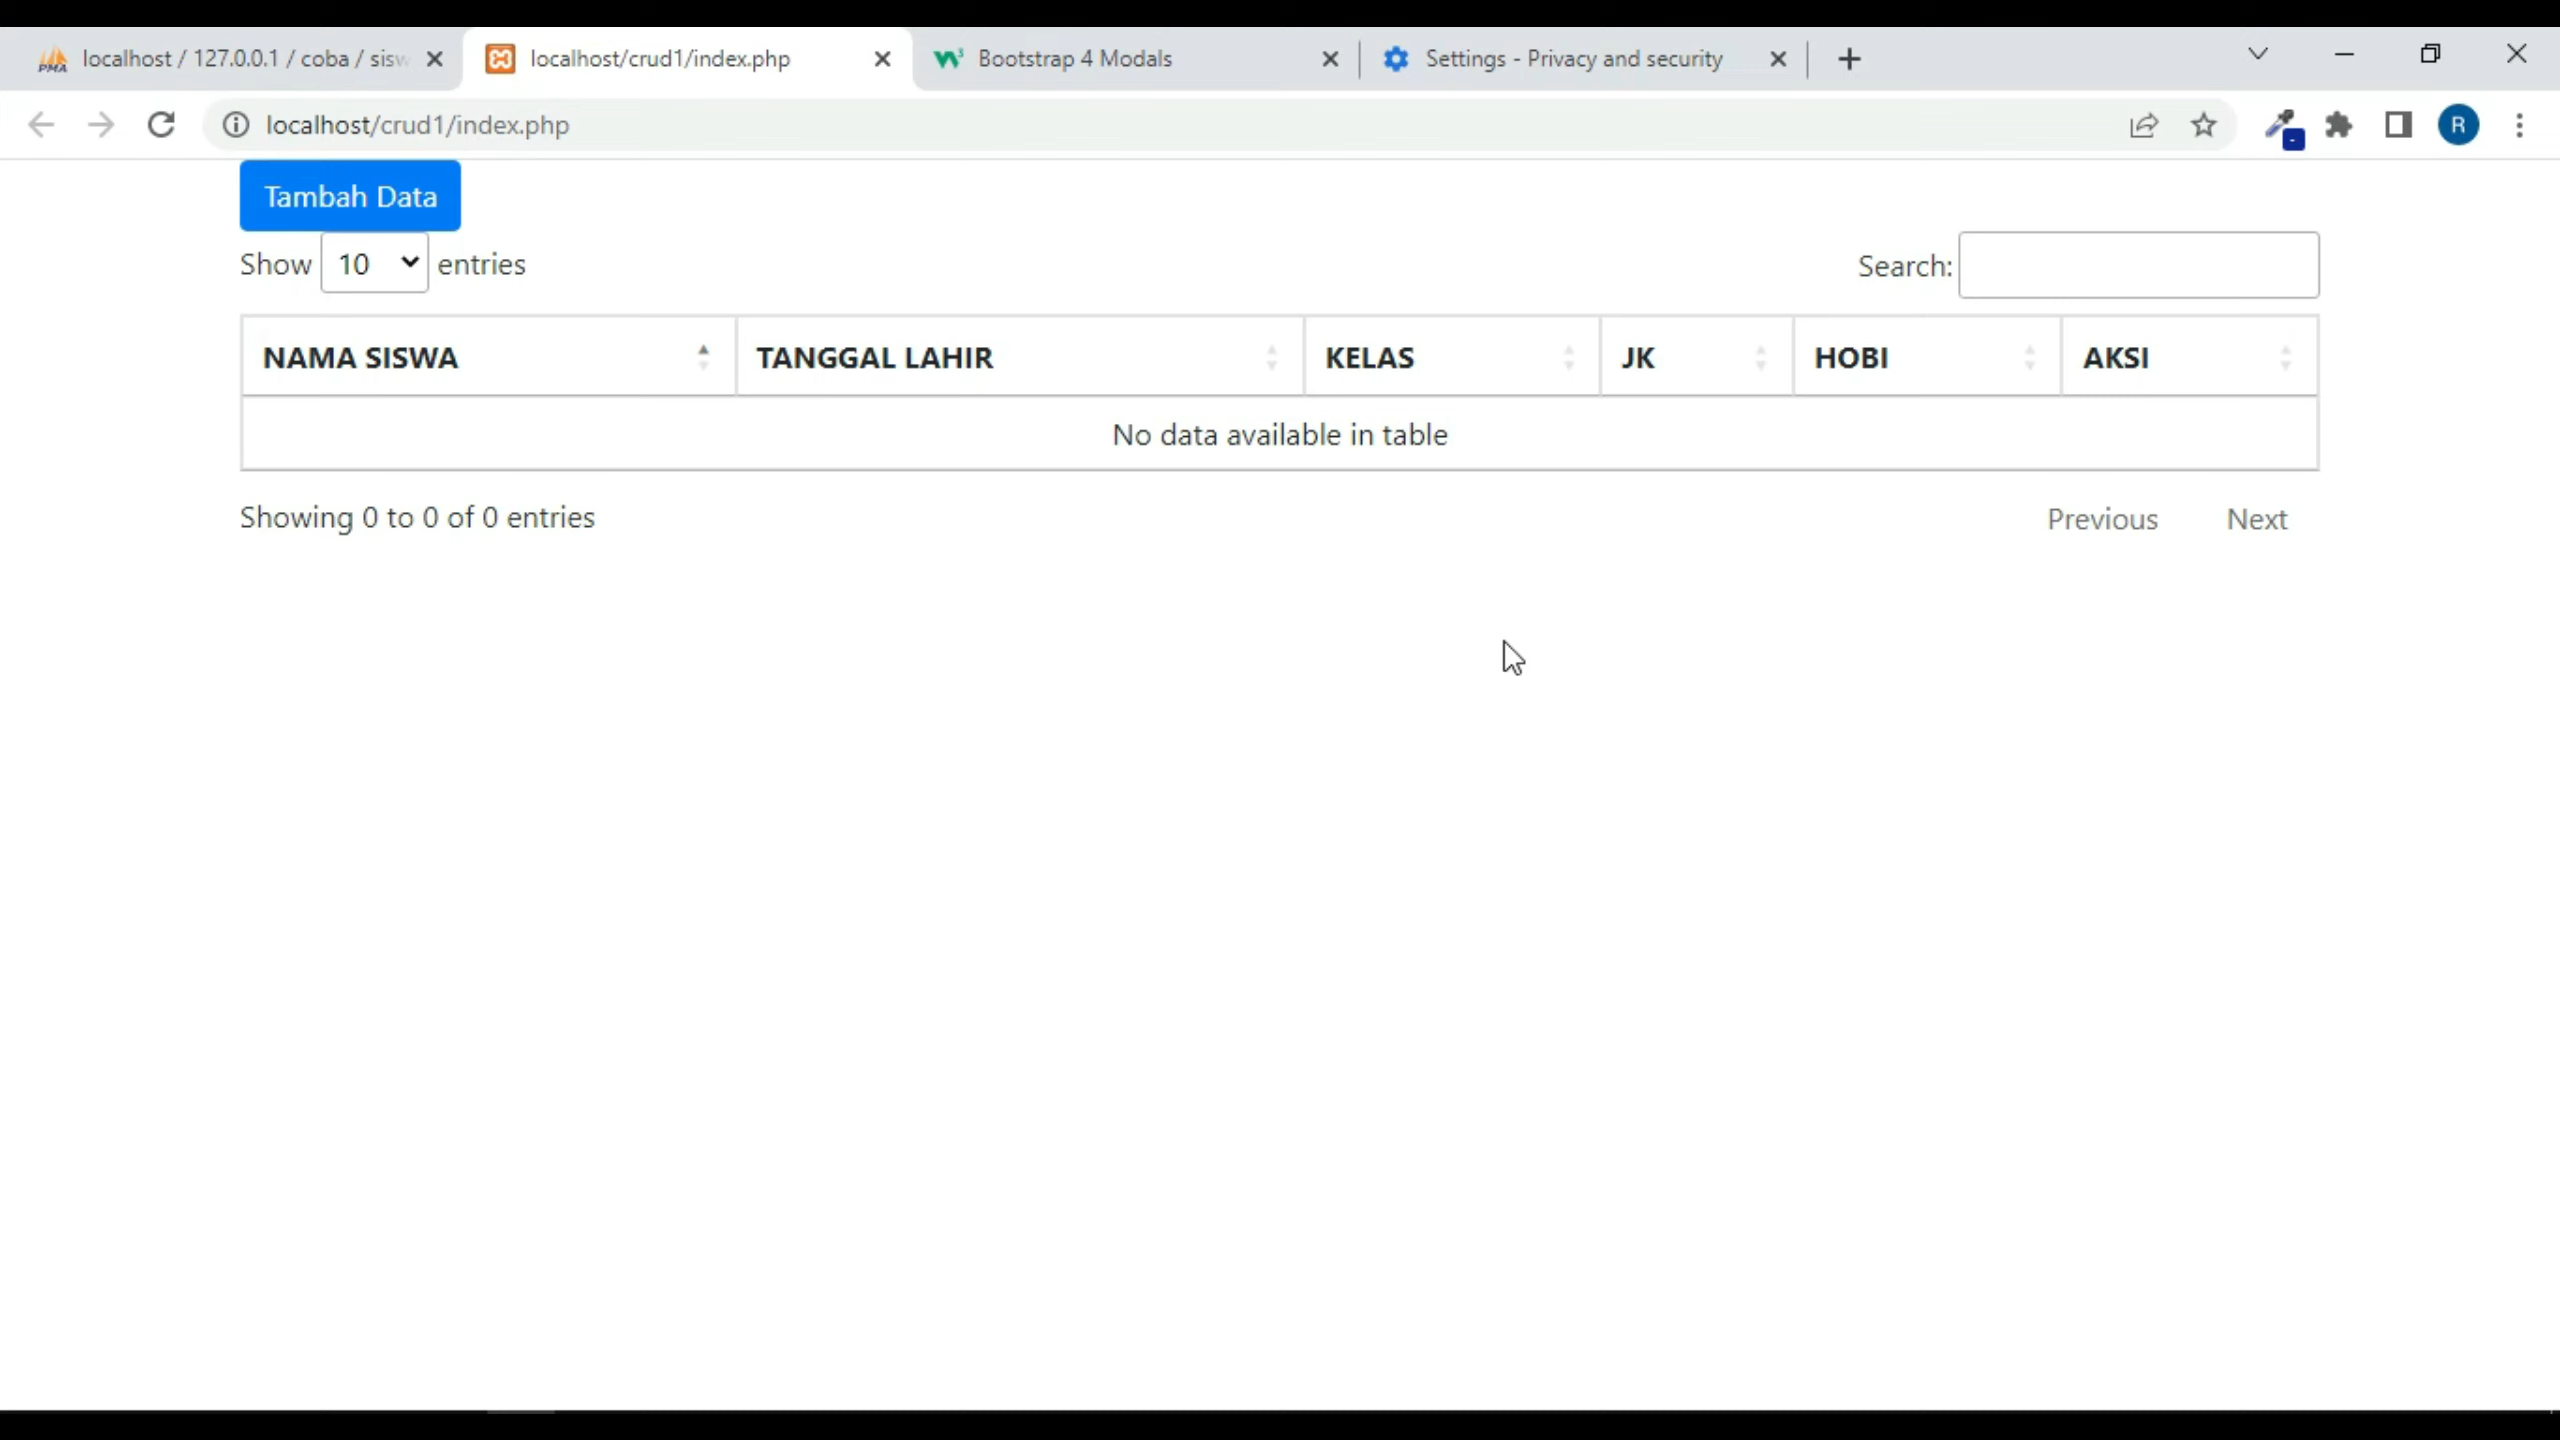 localhost / 127.0.0.1 / coba / sisw
localhost/crud1/index.php
Bootstrap 4 Modals
Settings - Privacy and security
localhost/crud1/index.php
R
Tambah Data
Show 10 entries
Search:
NAMA SISWA TANGGAL LAHIR KELAS JK HOBI AKSI
No data available in table
Showing 0 to 0 of 0 entries
Previous Next